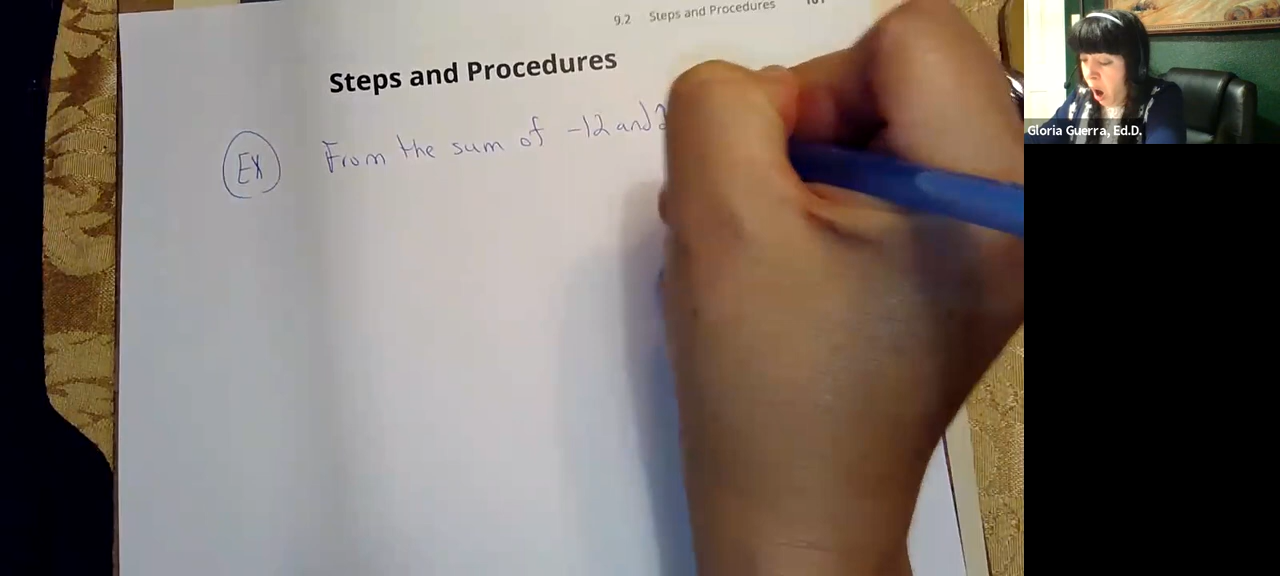 9.2 Steps and Procedures
Steps and Procedures
EX From the sum of -12 and
Gloria Guerra, Ed.D.